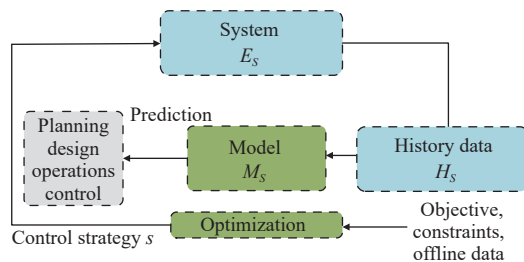 System
E_S
Prediction
Planning
design
operations
control
Model
M_S
History data
H_S
Optimization
Objective,
constraints,
offline data
Control strategy s